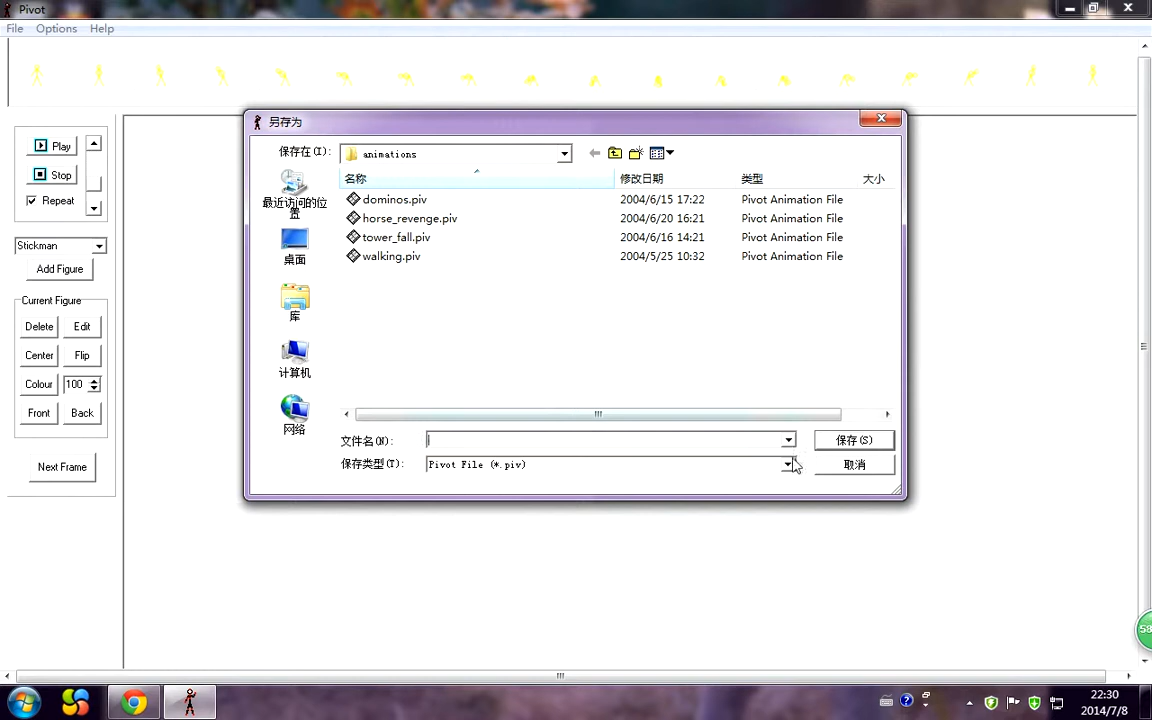 Pivot
File Options Help
另存为
保存在(I): animations
名称 修改日期 类型 大小
dominos.piv 2004/6/15 17:22 Pivot Animation File
horse_revenge.piv 2004/6/20 16:21 Pivot Animation File
tower_fall.piv 2004/6/16 14:21 Pivot Animation File
walking.piv 2004/5/25 10:32 Pivot Animation File
最近访问的位
置
桌面
库
计算机
网络
文件名(N): 保存(S)
保存类型(T): Pivot File (*.piv) 取消
Play
Stop
Repeat
Stickman
Add Figure
Current Figure
Delete Edit
Center Flip
Colour 100
Front Back
Next Frame
58
22:30
2014/7/8